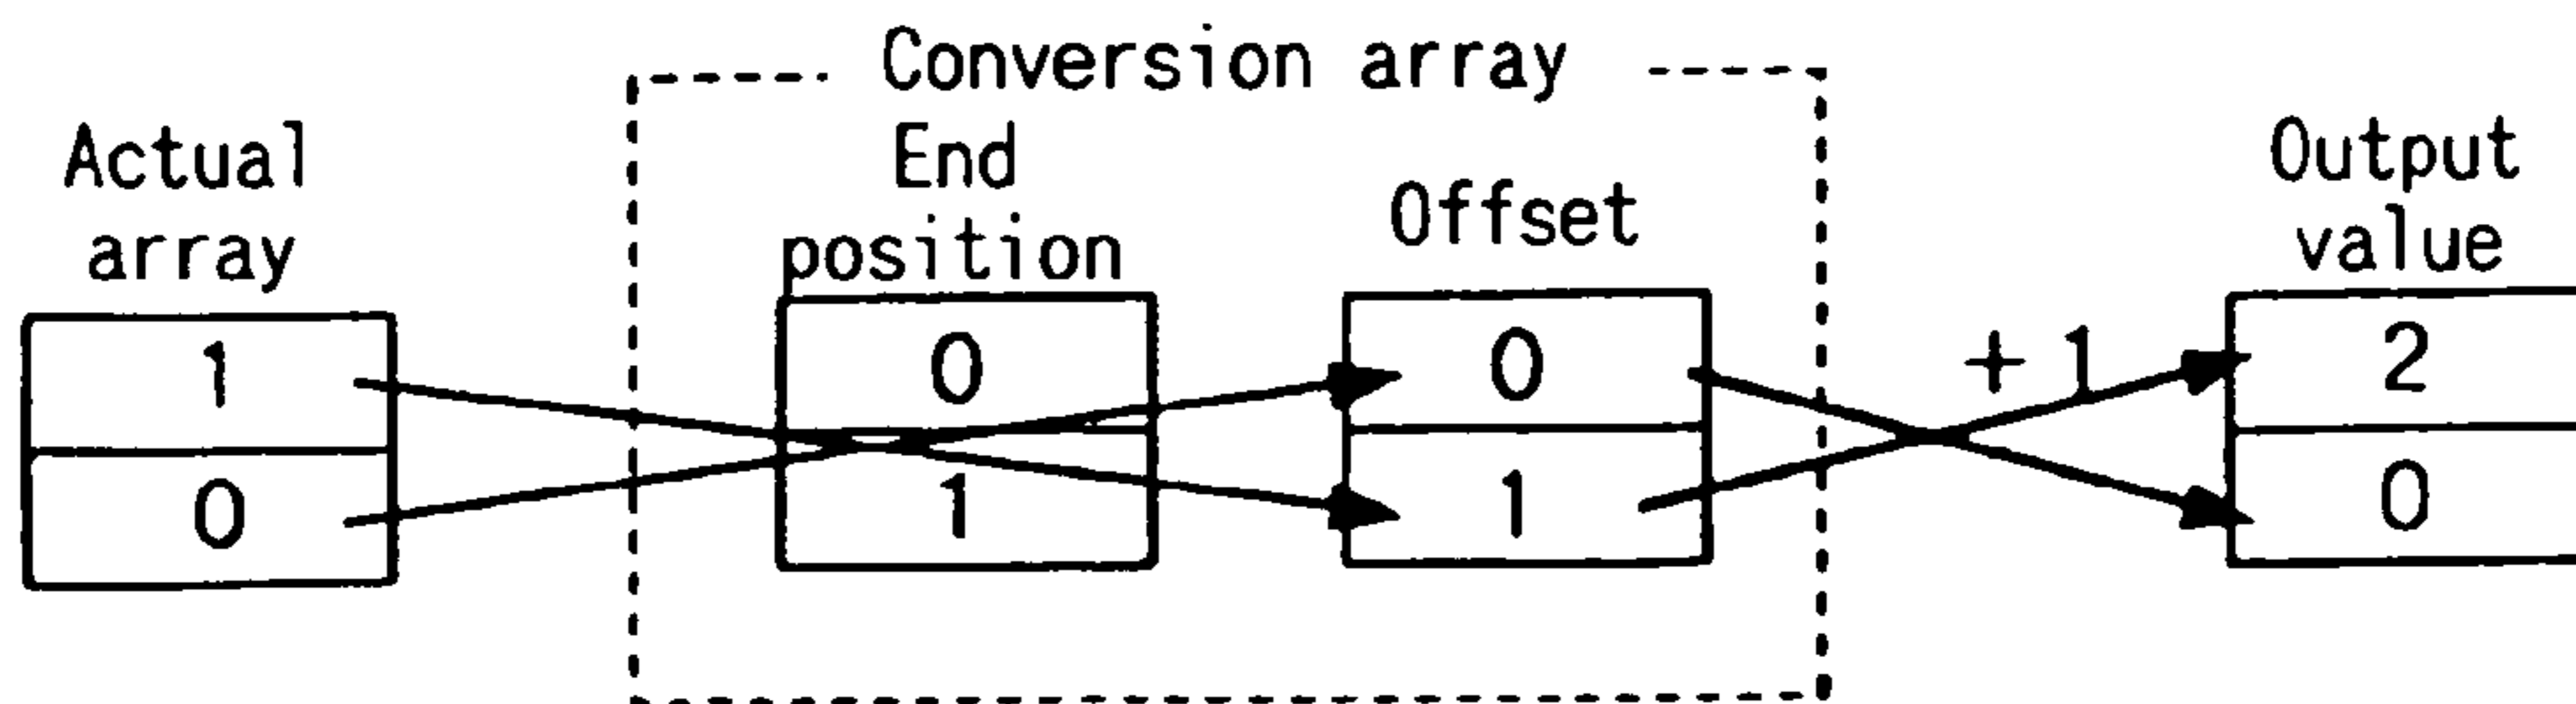 Conversion array
Actual
array
End
position
Offset
Output
value
1
0
0
1
0
1
+ 1
2
0